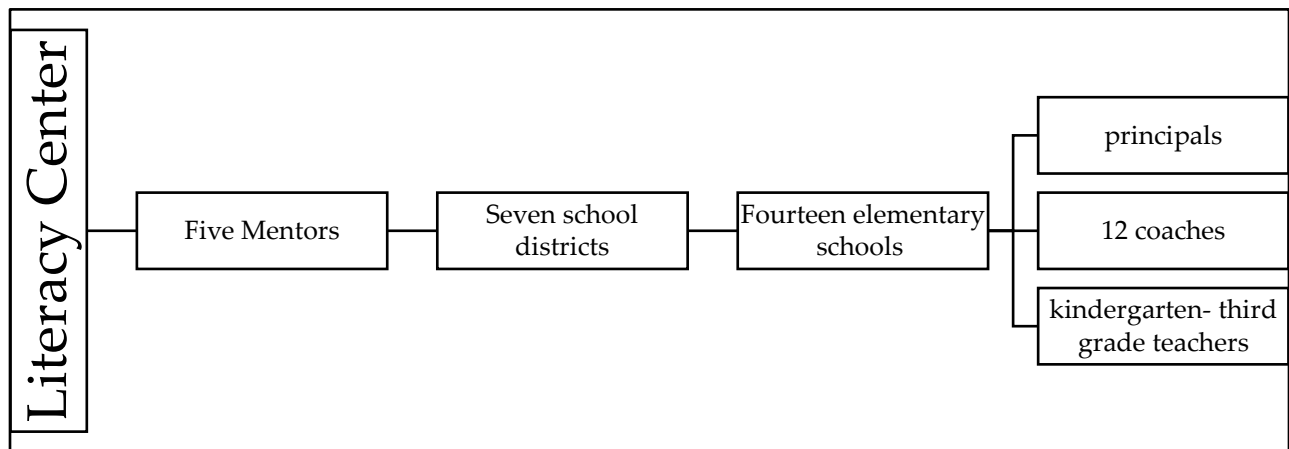 Literacy Center
Five Mentors
Seven school
districts
Fourteen elementary
schools
principals
12 coaches
kindergarten- third
grade teachers